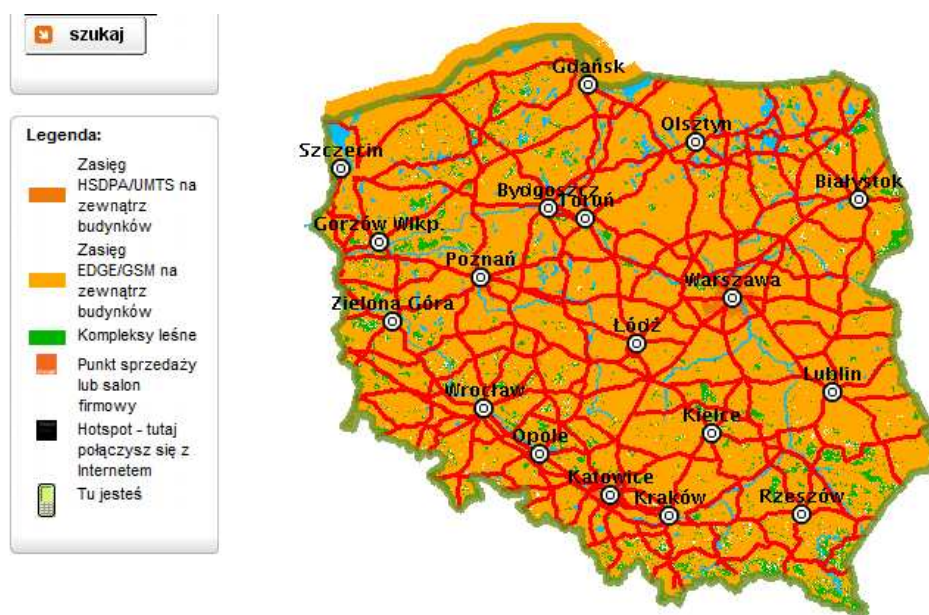 szukaj
Legenda:
Zasięg
HSDPA/UMTS na
zewnątrz
budynków
Zasięg
EDGE/GSM na
zewnątrz
budynków
Kompleksy leśne
Punkt sprzedaży
lub salon
firmowy
Hotspot - tutaj
połączysz się z
Internetem
Tu jesteś
Gdańsk
Olsztyn
Szczecin
Białystok
Bydgoszcz
Toruń
Gorzów Wlkp.
Poznań
Warszawa
Zielona Góra
Łódź
Lublin
Wrocław
Kielce
Opole
Katowice
Kraków
Rzeszów